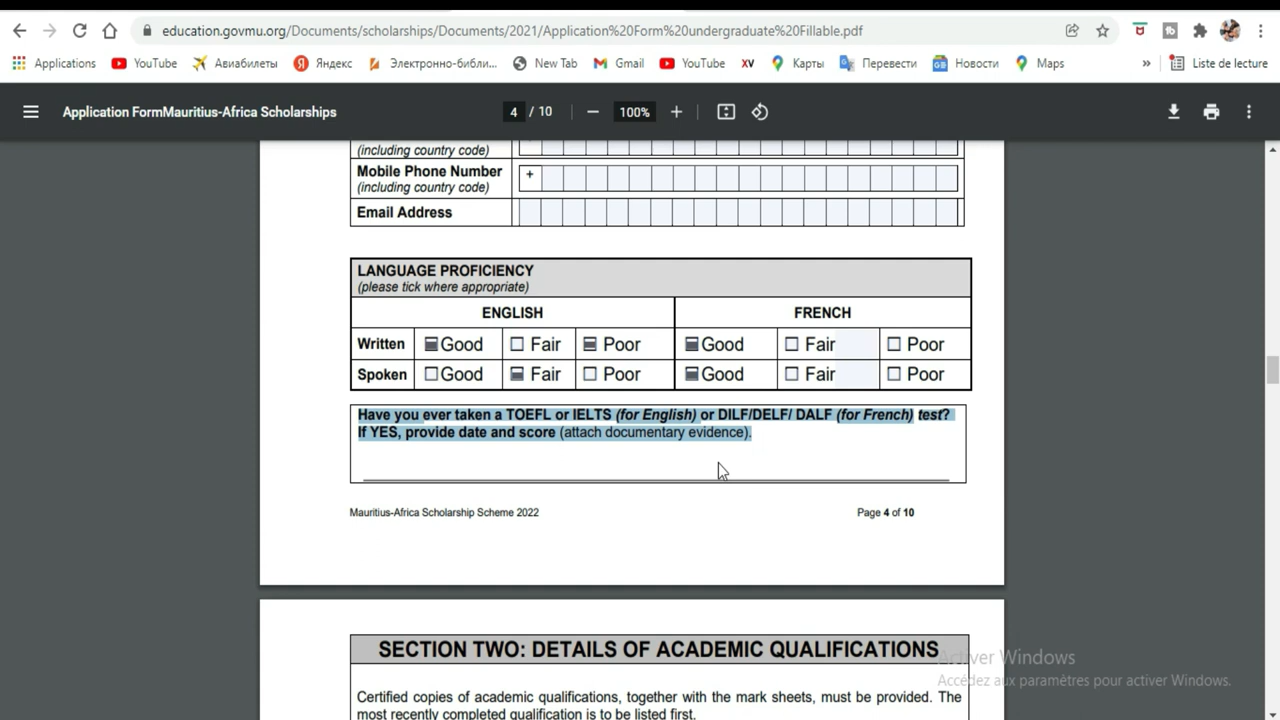 education.govmu.org/Documents/scholarships/Documents/2021/Application%20Form%20undergraduate%20Fillable.pdf
Applications YouTube Авиабилеты Яндекс Электронно-библи... New Tab Gmail YouTube XV Карты Перевести Новости Maps » Liste de lecture
Application FormMauritius-Africa Scholarships 4 / 10 100%
(including country code)
Mobile Phone Number +
(including country code)
Email Address
LANGUAGE PROFICIENCY
(please tick where appropriate)
ENGLISH FRENCH
Written Good Fair Poor Good Fair Poor
Spoken Good Fair Poor Good Fair Poor
Have you ever taken a TOEFL or IELTS (for English) or DILF/DELF/ DALF (for French) test?
If YES, provide date and score (attach documentary evidence).
Mauritius-Africa Scholarship Scheme 2022 Page 4 of 10
SECTION TWO: DETAILS OF ACADEMIC QUALIFICATIONS
Activer Windows
Accédez aux paramètres pour activer Windows.
Certified copies of academic qualifications, together with the mark sheets, must be provided. The
most recently completed qualification is to be listed first.